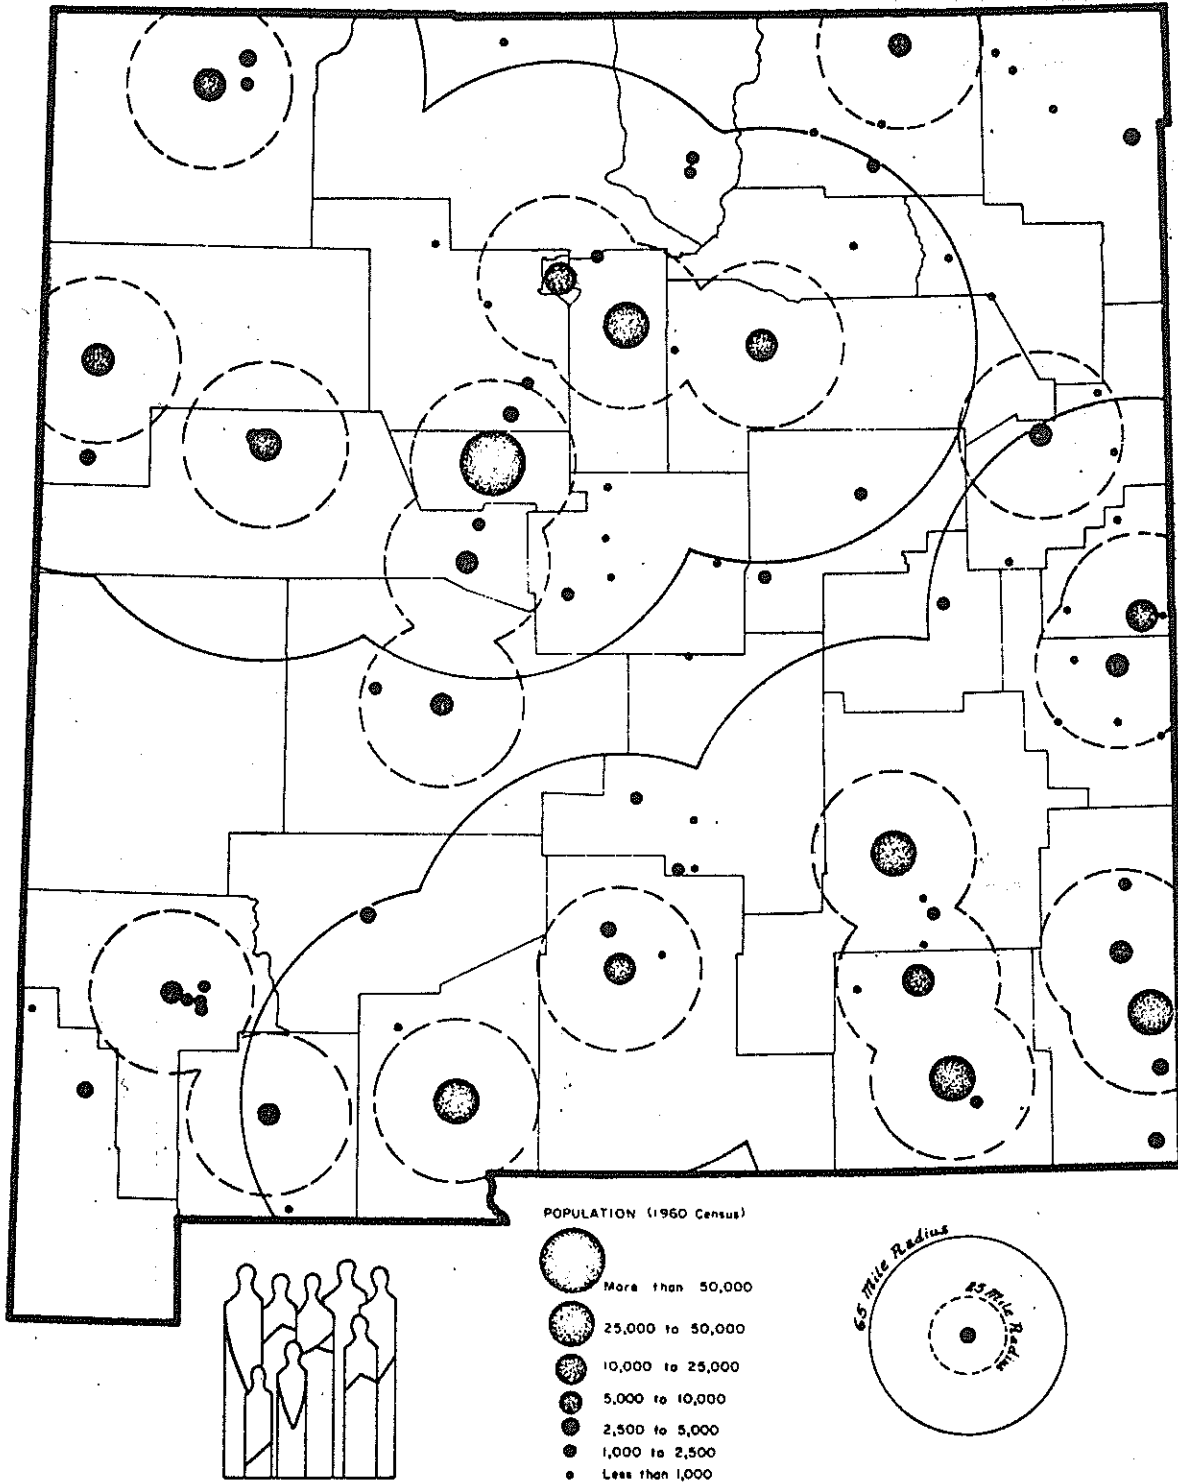 POPULATION (1960 Census)
More than 50,000
25,000 to 50,000
10,000 to 25,000
5,000 to 10,000
2,500 to 5,000
1,000 to 2,500
Less than 1,000
65 Mile Radius
25 Mile Radius